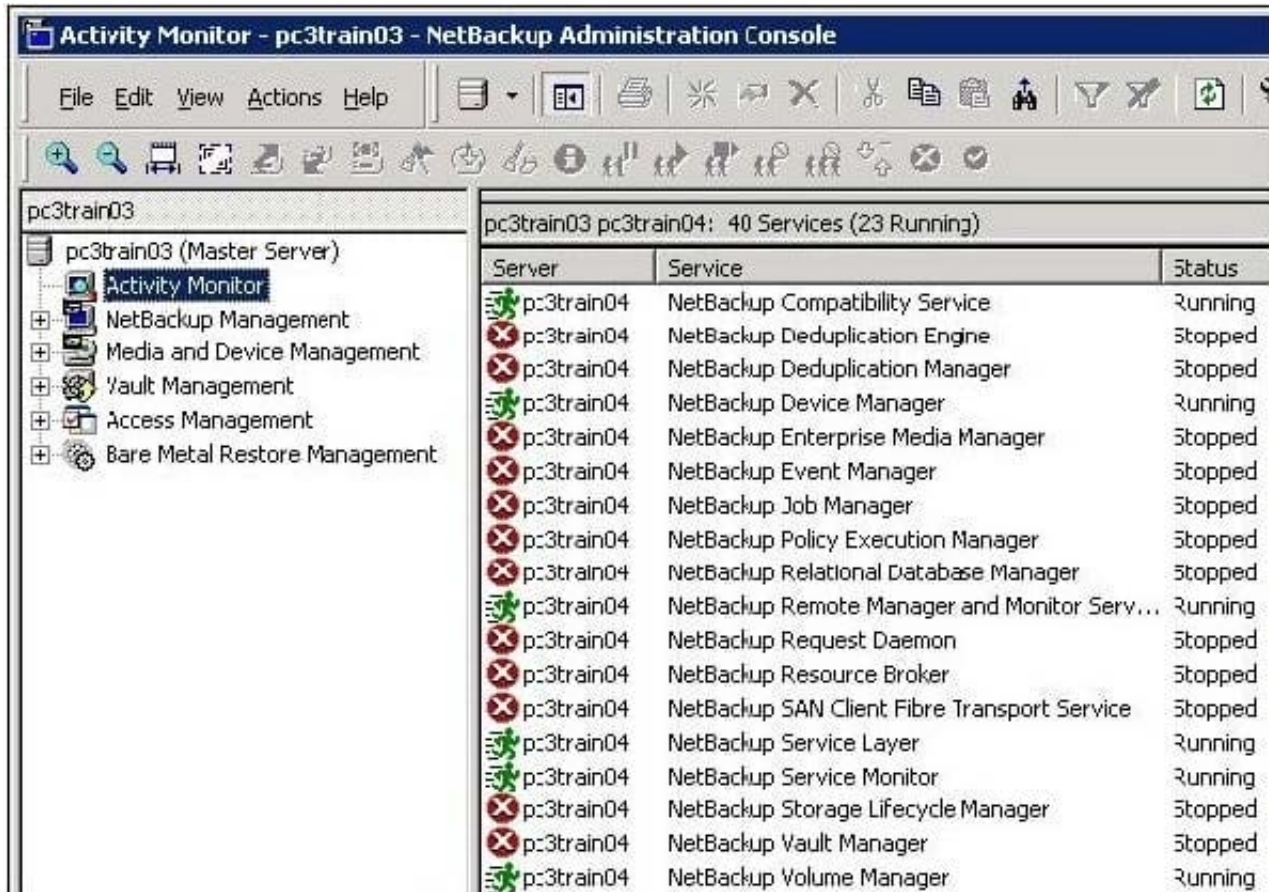 Activity Monitor - pc3train03 - NetBackup Administration Console
File Edit View Actions Help
pc3train03
pc3train03 (Master Server)
Activity Monitor
NetBackup Management
Media and Device Management
Vault Management
Access Management
Bare Metal Restore Management
pc3train03 pc3train04: 40 Services (23 Running)
Server Service Status
pc3train04 NetBackup Compatibility Service Running
pc3train04 NetBackup Deduplication Engine Stopped
pc3train04 NetBackup Deduplication Manager Stopped
pc3train04 NetBackup Device Manager Running
pc3train04 NetBackup Enterprise Media Manager Stopped
pc3train04 NetBackup Event Manager Stopped
pc3train04 NetBackup Job Manager Stopped
pc3train04 NetBackup Policy Execution Manager Stopped
pc3train04 NetBackup Relational Database Manager Stopped
pc3train04 NetBackup Remote Manager and Monitor Serv... Running
pc3train04 NetBackup Request Daemon Stopped
pc3train04 NetBackup Resource Broker Stopped
pc3train04 NetBackup SAN Client Fibre Transport Service Stopped
pc3train04 NetBackup Service Layer Running
pc3train04 NetBackup Service Monitor Running
pc3train04 NetBackup Storage Lifecycle Manager Stopped
pc3train04 NetBackup Vault Manager Stopped
pc3train04 NetBackup Volume Manager Running